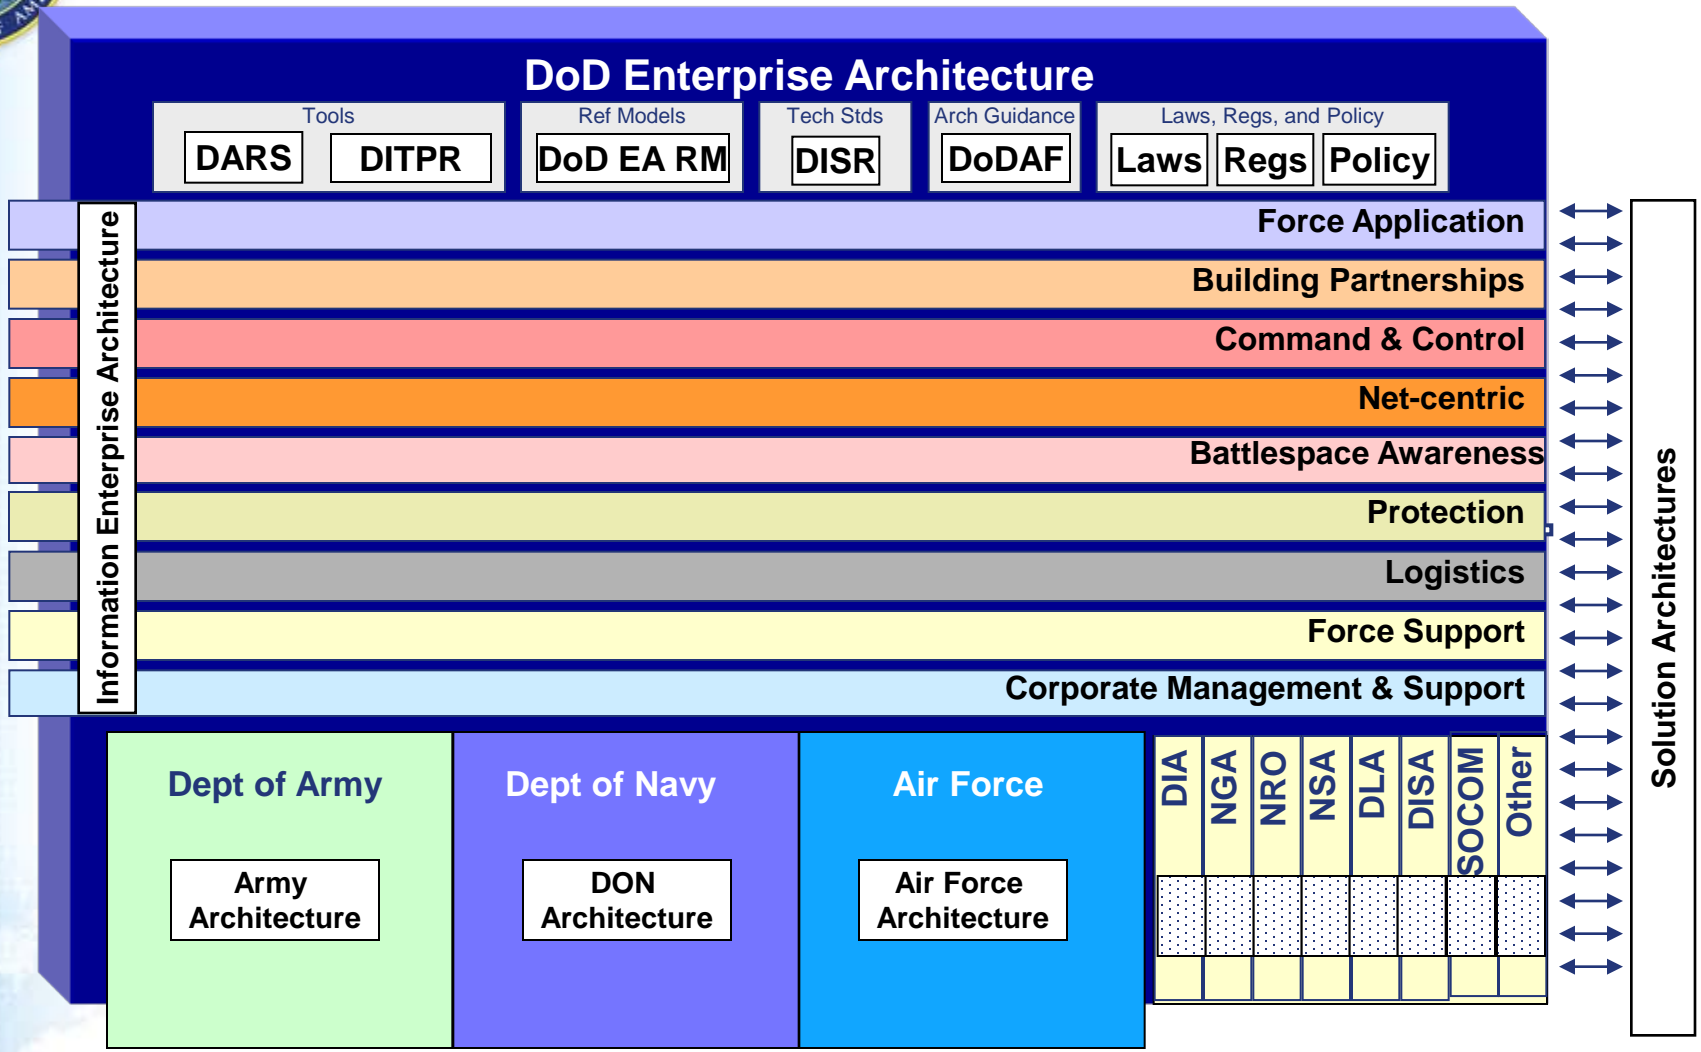 DoD Enterprise Architecture
Tools
Ref Models
Tech Stds
Arch Guidance
Laws, Regs, and Policy
DARS
DITPR
DoD EA RM
DISR
DoDAF
Laws
Regs
Policy
Information Enterprise Architecture
Force Application
Building Partnerships
Command & Control
Net-centric
Battlespace Awareness
Protection
Logistics
Force Support
Corporate Management & Support
Solution Architectures
Dept of Army
Dept of Navy
Air Force
Army
Architecture
DON
Architecture
Air Force
Architecture
DIA
NGA
NRO
NSA
DLA
DISA
SOCOM
Other